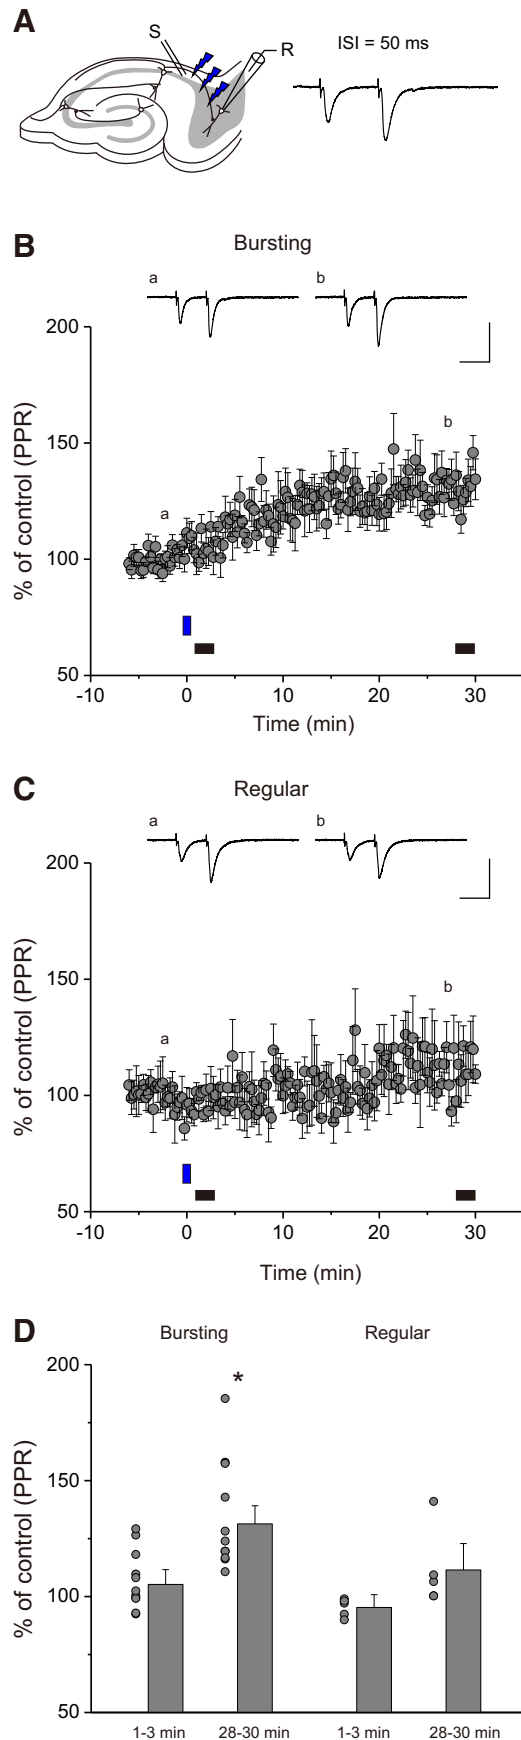 A
S
R
ISI = 50 ms
B
Bursting
a
b
200
150
100
50
a
b
% of control (PPR)
-10
0
10
20
30
Time (min)
C
Regular
a
b
200
150
100
50
a
b
% of control (PPR)
-10
0
10
20
30
Time (min)
D
Bursting
Regular
200
150
100
50
*
% of control (PPR)
1-3 min
28-30 min
1-3 min
28-30 min